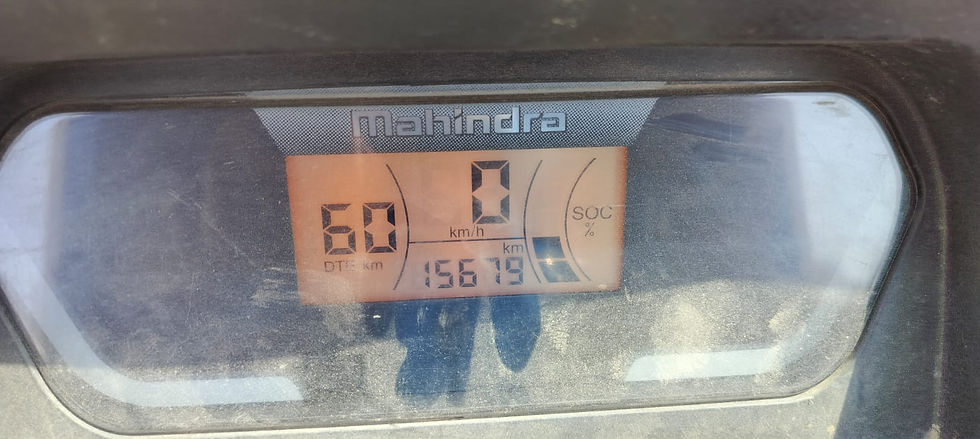 Mahindra
0
km/h
60
DTE km
SOC
%
km
15679